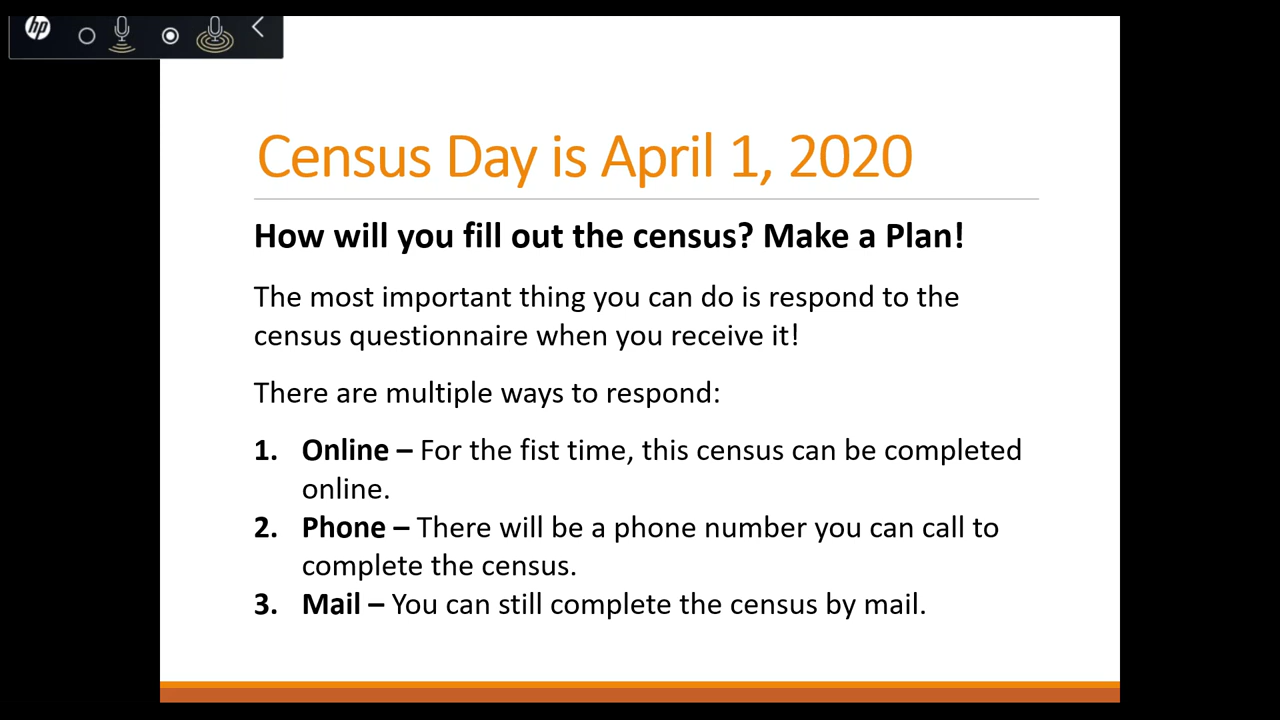 hp
Census Day is April 1, 2020
How will you fill out the census? Make a Plan!
The most important thing you can do is respond to the
census questionnaire when you receive it!
There are multiple ways to respond:
1. Online – For the fist time, this census can be completed
online.
2. Phone – There will be a phone number you can call to
complete the census.
3. Mail – You can still complete the census by mail.